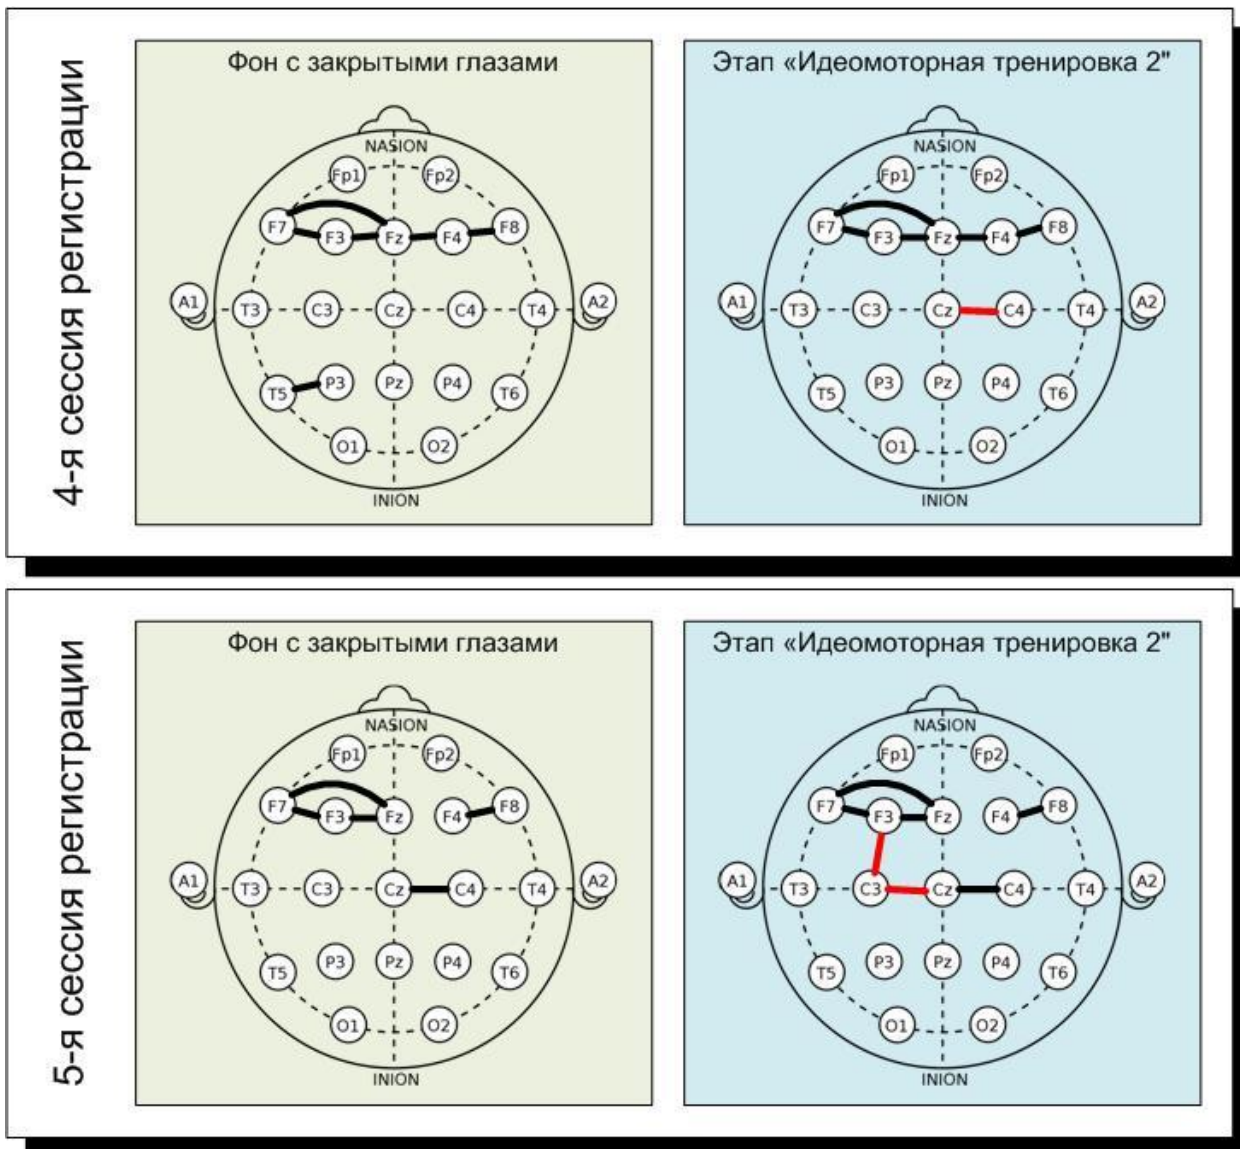 4-я сессия регистрации
Фон с закрытыми глазами
NASION
Fp1 Fp2
F7 F3 Fz F4 F8
A1 T3 C3 Cz C4 T4 A2
T5 P3 Pz P4 T6
O1 O2
INION
Этап «Идеомоторная тренировка 2"
NASION
Fp1 Fp2
F7 F3 Fz F4 F8
A1 T3 C3 Cz C4 T4 A2
T5 P3 Pz P4 T6
O1 O2
INION
5-я сессия регистрации
Фон с закрытыми глазами
NASION
Fp1 Fp2
F7 F3 Fz F4 F8
A1 T3 C3 Cz C4 T4 A2
T5 P3 Pz P4 T6
O1 O2
INION
Этап «Идеомоторная тренировка 2"
NASION
Fp1 Fp2
F7 F3 Fz F4 F8
A1 T3 C3 Cz C4 T4 A2
T5 P3 Pz P4 T6
O1 O2
INION